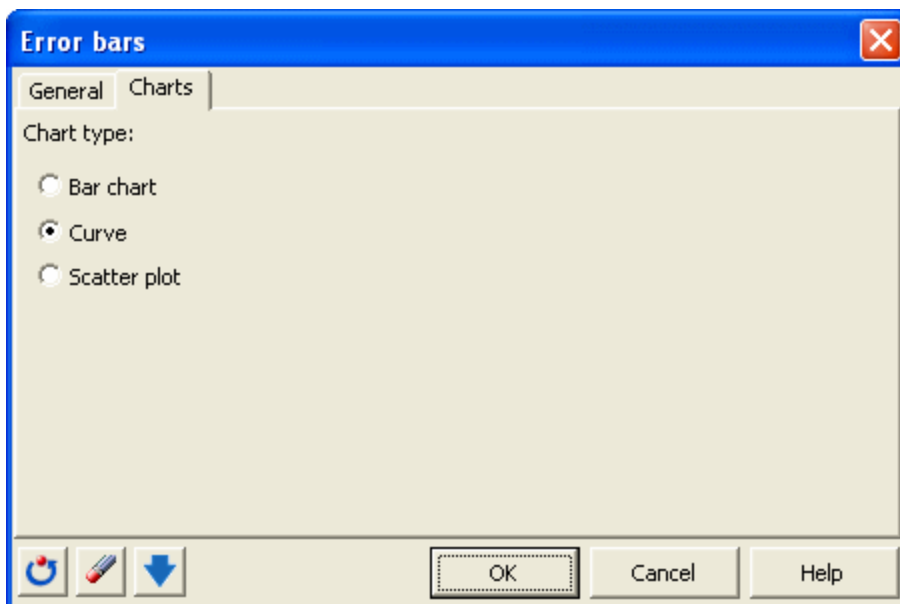 Error bars
General Charts
Chart type:
Bar chart
Curve
Scatter plot
OK Cancel Help